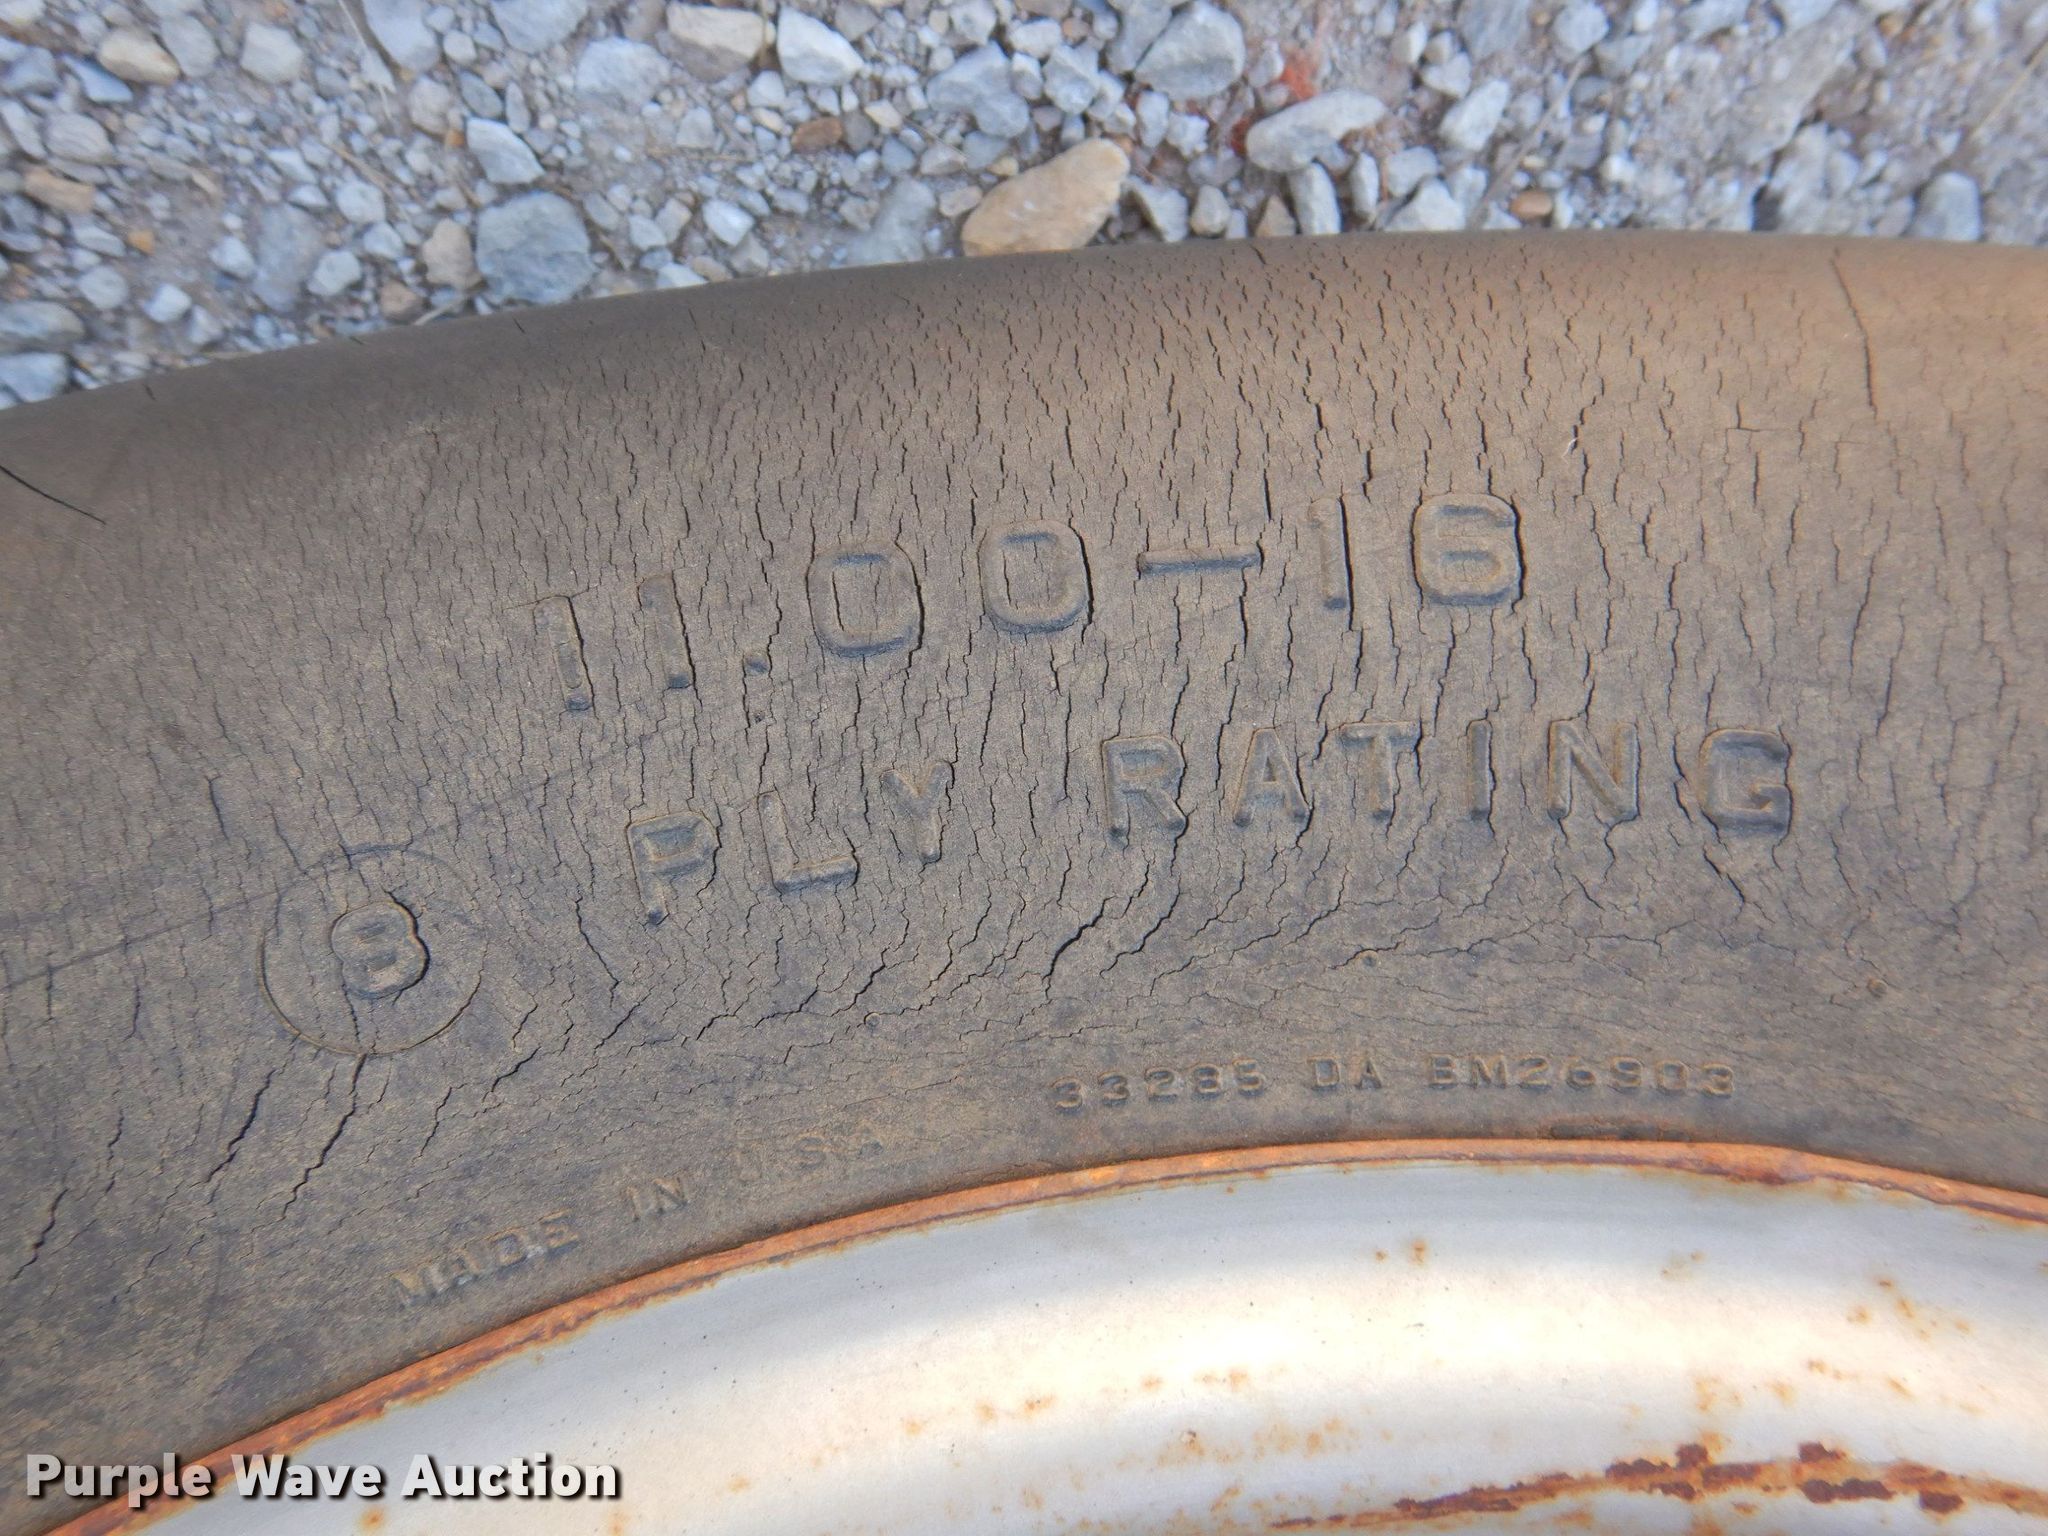 11.00-16
8 PLY RATING
33285 DA BM26903
MADE IN U.S.A.
Purple Wave Auction